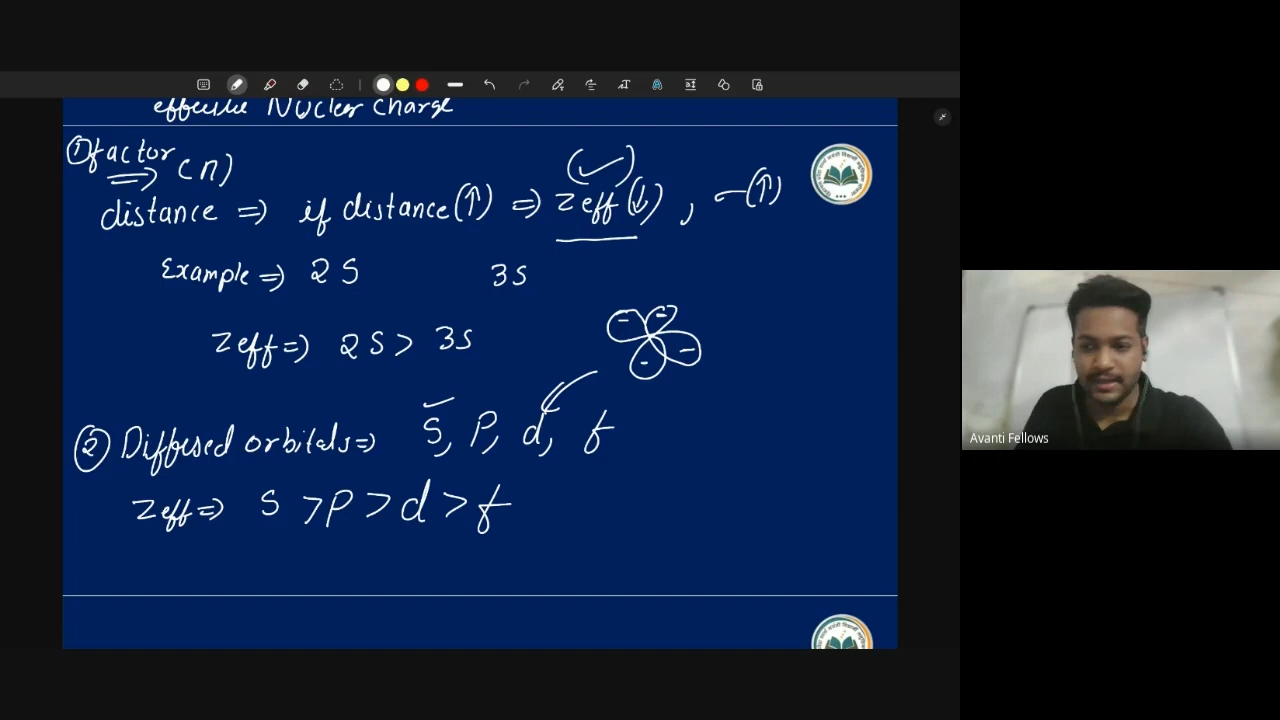 effective Nuclear Charge
① factor (n)
distance ⇒ if distance (↑) ⇒ Zeff (↓) , (↑)
Example ⇒ 2S 3S
Zeff ⇒ 2S > 3S
② Diffused orbitals ⇒ S, P, d, f
Zeff ⇒ S > P > d > f
Avanti Fellows